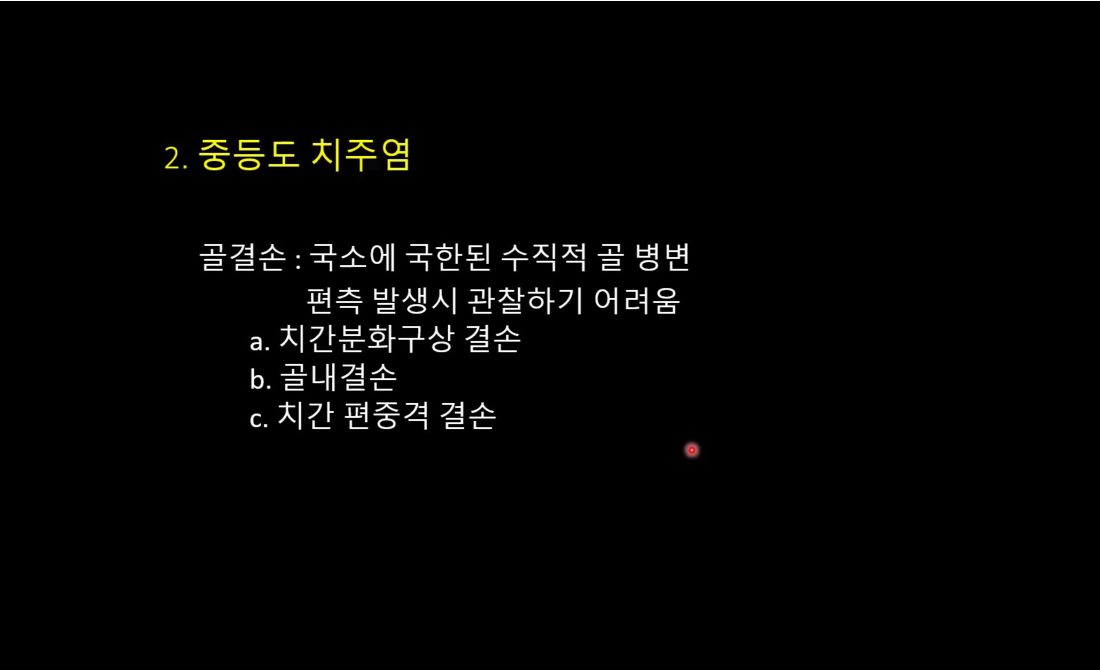 2. 중등도 치주염
골결손 : 국소에 국한된 수직적 골 병변
편측 발생시 관찰하기 어려움
a. 치간분화구상 결손
b. 골내결손
c. 치간 편중격 결손